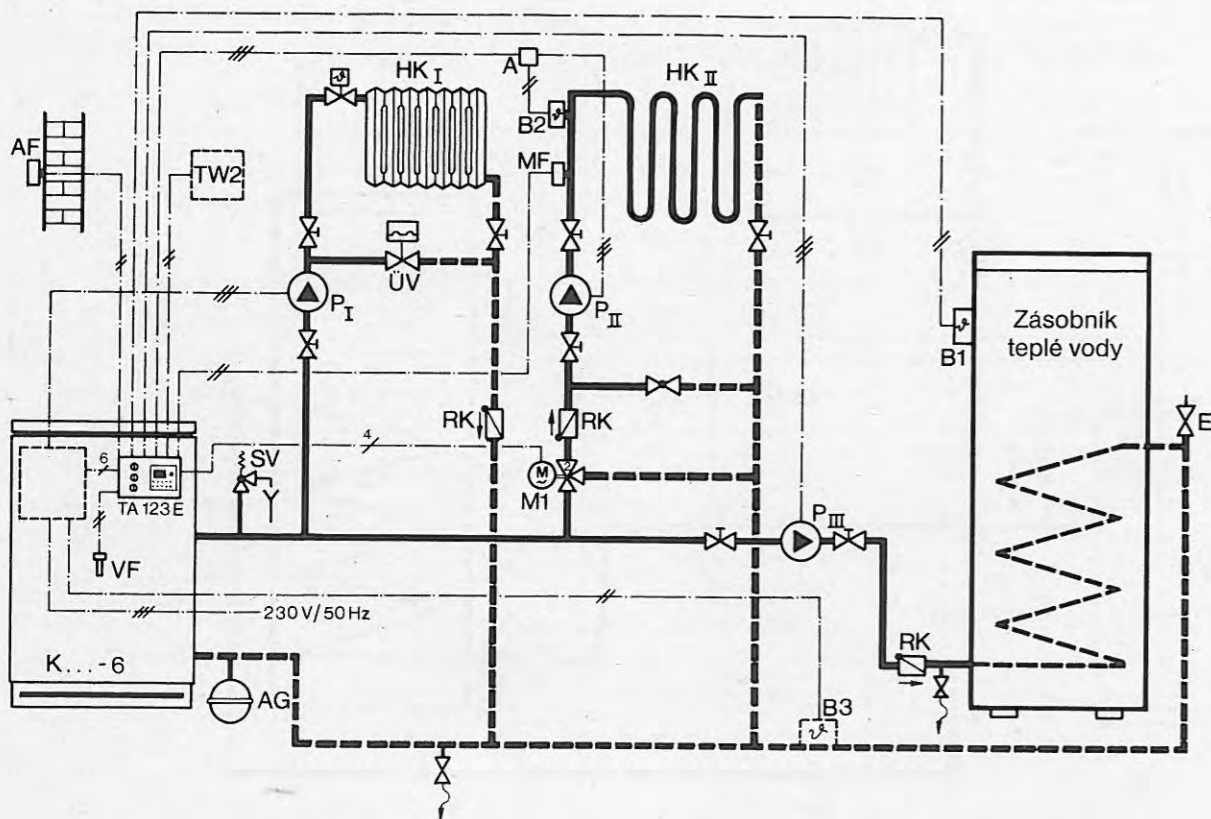 HK I
A
HK II
B2
AF
TW2
MF
ÜV
P I
P II
Zásobník
teplé vody
B1
RK
RK
E
4
6
SV
M
2
M1
TA 123 E
P III
VF
230 V/50 Hz
RK
K...-6
AG
B3